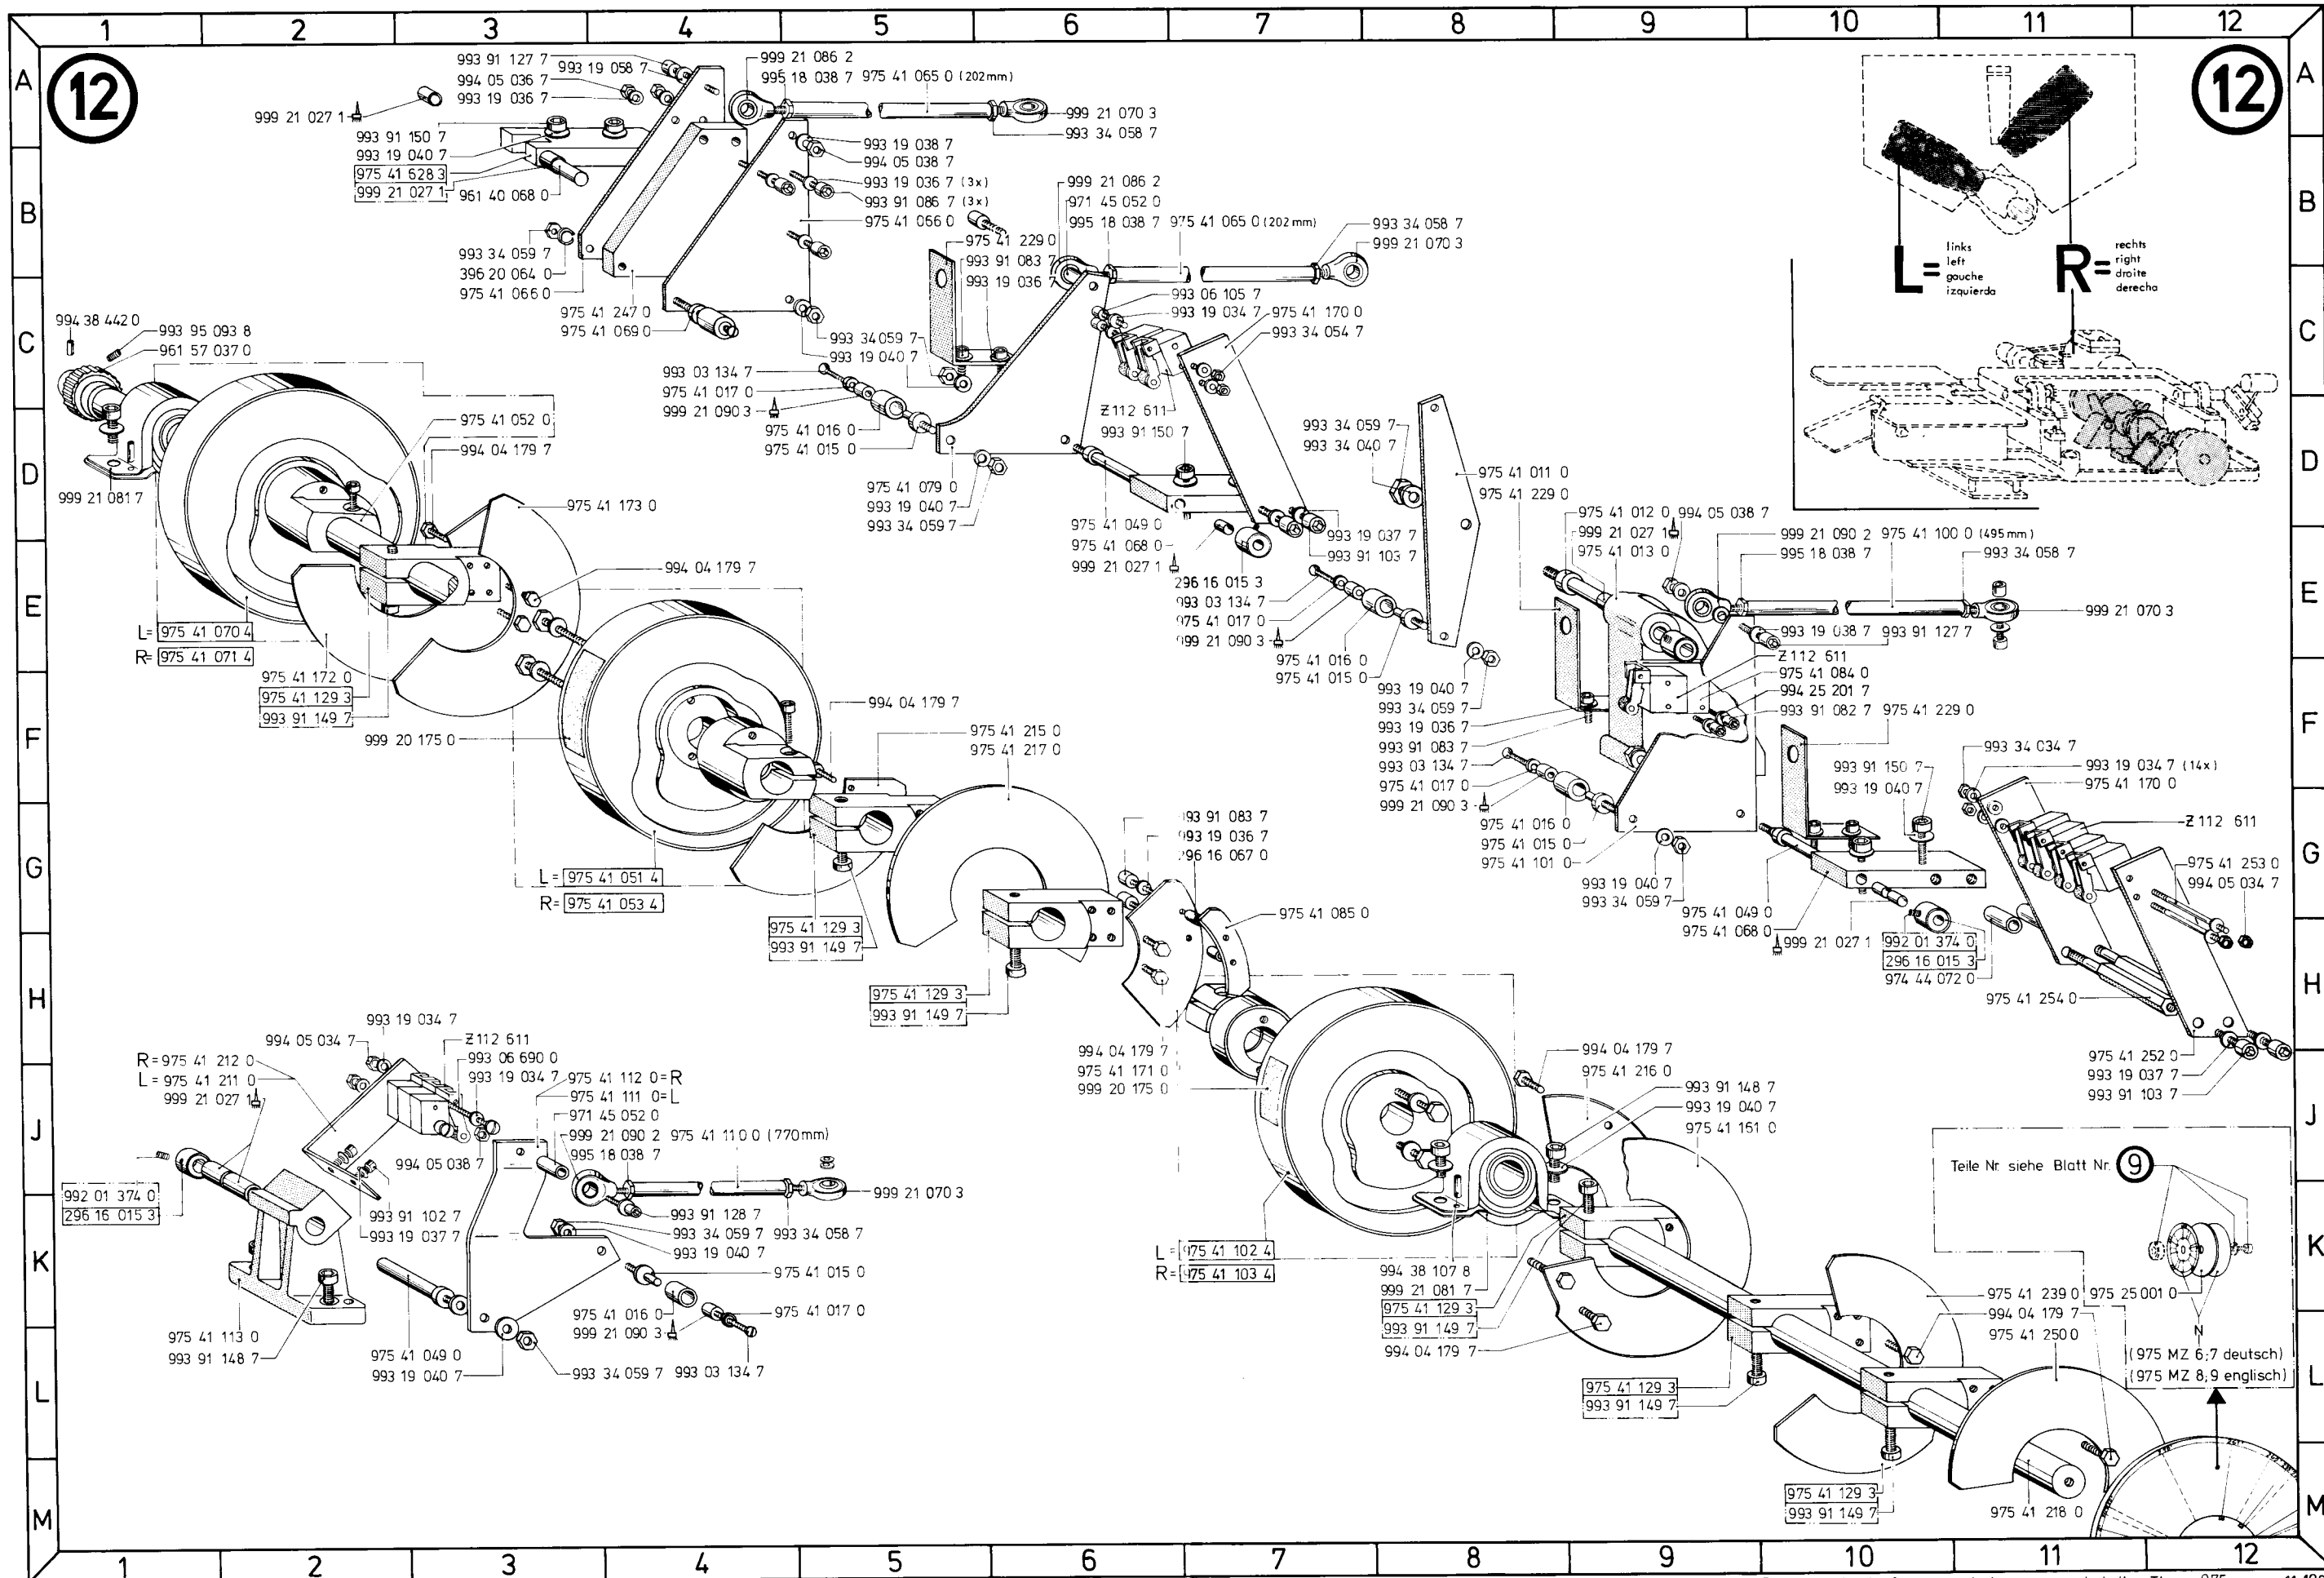 1 2 3 4 5 6 7 8 9 10 11 12
A B C D E F G H J K L M
12
12
993 91 127 7
994 05 036 7
993 19 036 7
993 19 058 7
999 21 027 1
993 91 150 7
993 19 040 7
975 41 628 3
999 21 027 1
961 40 068 0
999 21 086 2
995 18 038 7
975 41 065 0 (202mm)
999 21 070 3
993 34 058 7
993 19 038 7
994 05 038 7
993 19 036 7 (3x)
993 91 086 7 (3x)
975 41 066 0
993 34 059 7
396 20 064 0
975 41 066 0
975 41 247 0
975 41 069 0
993 34 059 7
993 19 040 7
975 41 229 0
993 91 083 7
993 19 036 7
999 21 086 2
971 45 052 0
995 18 038 7
975 41 065 0 (202 mm)
993 34 058 7
999 21 070 3
993 06 105 7
993 19 034 7
975 41 170 0
993 34 054 7
L= links
left
gauche
izquierda
R= rechts
right
droite
derecha
994 38 442 0
993 95 093 8
961 57 037 0
975 41 052 0
994 04 179 7
999 21 081 7
975 41 173 0
993 03 134 7
975 41 017 0
999 21 090 3
975 41 016 0
975 41 015 0
975 41 079 0
993 19 040 7
993 34 059 7
Z112 611
993 91 150 7
975 41 049 0
975 41 068 0
999 21 027 1
993 19 037 7
993 91 103 7
296 16 015 3
993 03 134 7
975 41 017 0
999 21 090 3
975 41 016 0
975 41 015 0
993 34 059 7
993 34 040 7
975 41 011 0
975 41 229 0
993 19 040 7
993 34 059 7
993 19 036 7
993 91 083 7
993 03 134 7
975 41 017 0
999 21 090 3
975 41 016 0
975 41 015 0
975 41 101 0
975 41 012 0
999 21 027 1
975 41 013 0
994 05 038 7
999 21 090 2
995 18 038 7
975 41 100 0 (495mm)
993 34 058 7
999 21 070 3
993 19 038 7
993 91 127 7
Z112 611
975 41 084 0
994 25 201 7
993 91 082 7
975 41 229 0
993 91 150 7
993 19 040 7
993 34 034 7
993 19 034 7 (14x)
975 41 170 0
Z112 611
975 41 253 0
994 05 034 7
993 19 040 7
993 34 059 7
975 41 049 0
975 41 068 0
999 21 027 1
992 01 374 0
296 16 015 3
974 44 072 0
975 41 254 0
975 41 252 0
993 19 037 7
993 91 103 7
994 04 179 7
L= 975 41 070 4
R= 975 41 071 4
975 41 172 0
975 41 129 3
993 91 149 7
999 20 175 0
994 04 179 7
975 41 215 0
975 41 217 0
L= 975 41 051 4
R= 975 41 053 4
975 41 129 3
993 91 149 7
975 41 129 3
993 91 149 7
993 91 083 7
993 19 036 7
296 16 067 0
975 41 085 0
994 04 179 7
975 41 171 0
999 20 175 0
L= 975 41 102 4
R= 975 41 103 4
994 04 179 7
975 41 216 0
993 91 148 7
993 19 040 7
975 41 161 0
994 38 107 8
999 21 081 7
975 41 129 3
993 91 149 7
994 04 179 7
975 41 129 3
993 91 149 7
975 41 129 3
993 91 149 7
975 41 239 0
994 04 179 7
975 41 250 0
975 41 218 0
Teile Nr. siehe Blatt Nr. 9
975 25 001 0
N
(975 MZ 6;7 deutsch)
(975 MZ 8;9 englisch)
993 19 034 7
994 05 034 7
R= 975 41 212 0
L= 975 41 211 0
999 21 027 1
Z112 611
993 06 690 0
993 19 034 7
975 41 112 0=R
975 41 111 0=L
971 45 052 0
999 21 090 2
995 18 038 7
975 41 110 0 (770mm)
994 05 038 7
999 21 070 3
992 01 374 0
296 16 015 3
993 91 102 7
993 19 037 7
993 91 128 7
993 34 059 7
993 19 040 7
993 34 058 7
975 41 015 0
975 41 016 0
999 21 090 3
975 41 017 0
975 41 113 0
993 91 148 7
975 41 049 0
993 19 040 7
993 34 059 7
993 03 134 7
1 2 3 4 5 6 7 8 9 10 11 12